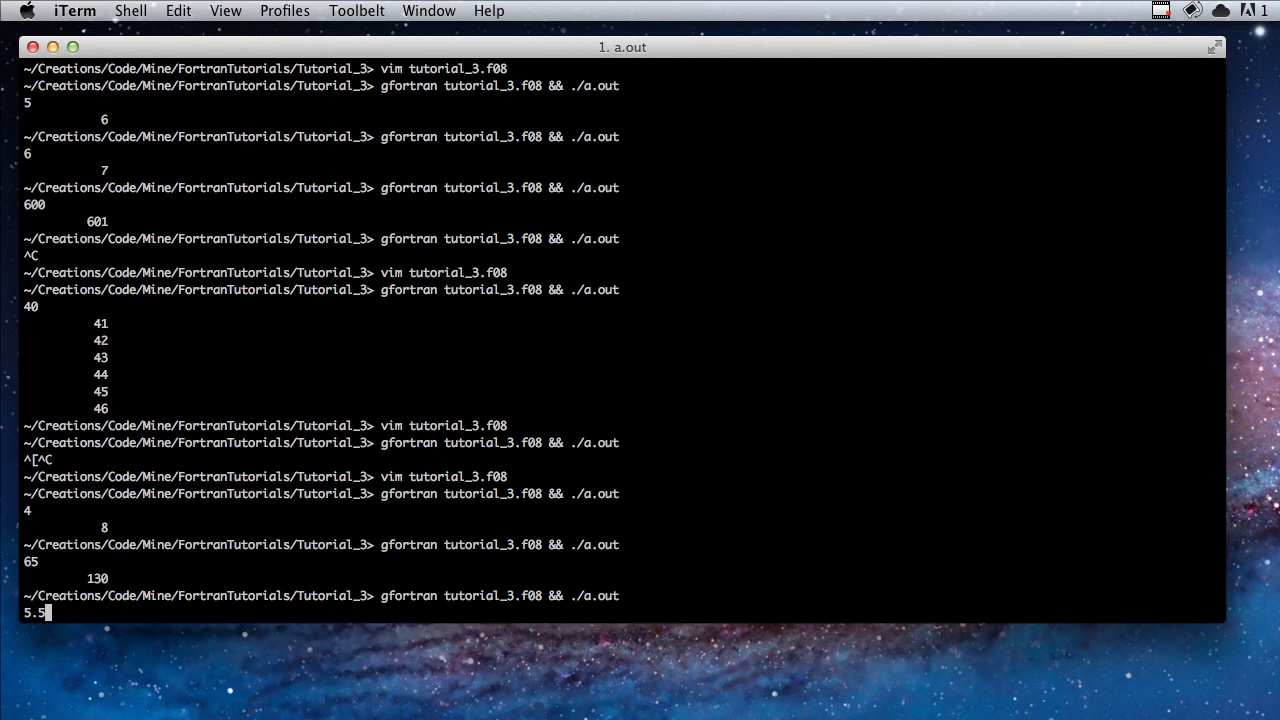 iTerm Shell Edit View Profiles Toolbelt Window Help 1
1. a.out
~/Creations/Code/Mine/FortranTutorials/Tutorial_3> vim tutorial_3.f08
~/Creations/Code/Mine/FortranTutorials/Tutorial_3> gfortran tutorial_3.f08 && ./a.out
5
6
~/Creations/Code/Mine/FortranTutorials/Tutorial_3> gfortran tutorial_3.f08 && ./a.out
6
7
~/Creations/Code/Mine/FortranTutorials/Tutorial_3> gfortran tutorial_3.f08 && ./a.out
600
601
~/Creations/Code/Mine/FortranTutorials/Tutorial_3> gfortran tutorial_3.f08 && ./a.out
^C
~/Creations/Code/Mine/FortranTutorials/Tutorial_3> vim tutorial_3.f08
~/Creations/Code/Mine/FortranTutorials/Tutorial_3> gfortran tutorial_3.f08 && ./a.out
40
41
42
43
44
45
46
~/Creations/Code/Mine/FortranTutorials/Tutorial_3> vim tutorial_3.f08
~/Creations/Code/Mine/FortranTutorials/Tutorial_3> gfortran tutorial_3.f08 && ./a.out
^[^C
~/Creations/Code/Mine/FortranTutorials/Tutorial_3> vim tutorial_3.f08
~/Creations/Code/Mine/FortranTutorials/Tutorial_3> gfortran tutorial_3.f08 && ./a.out
4
8
~/Creations/Code/Mine/FortranTutorials/Tutorial_3> gfortran tutorial_3.f08 && ./a.out
65
130
~/Creations/Code/Mine/FortranTutorials/Tutorial_3> gfortran tutorial_3.f08 && ./a.out
5.5